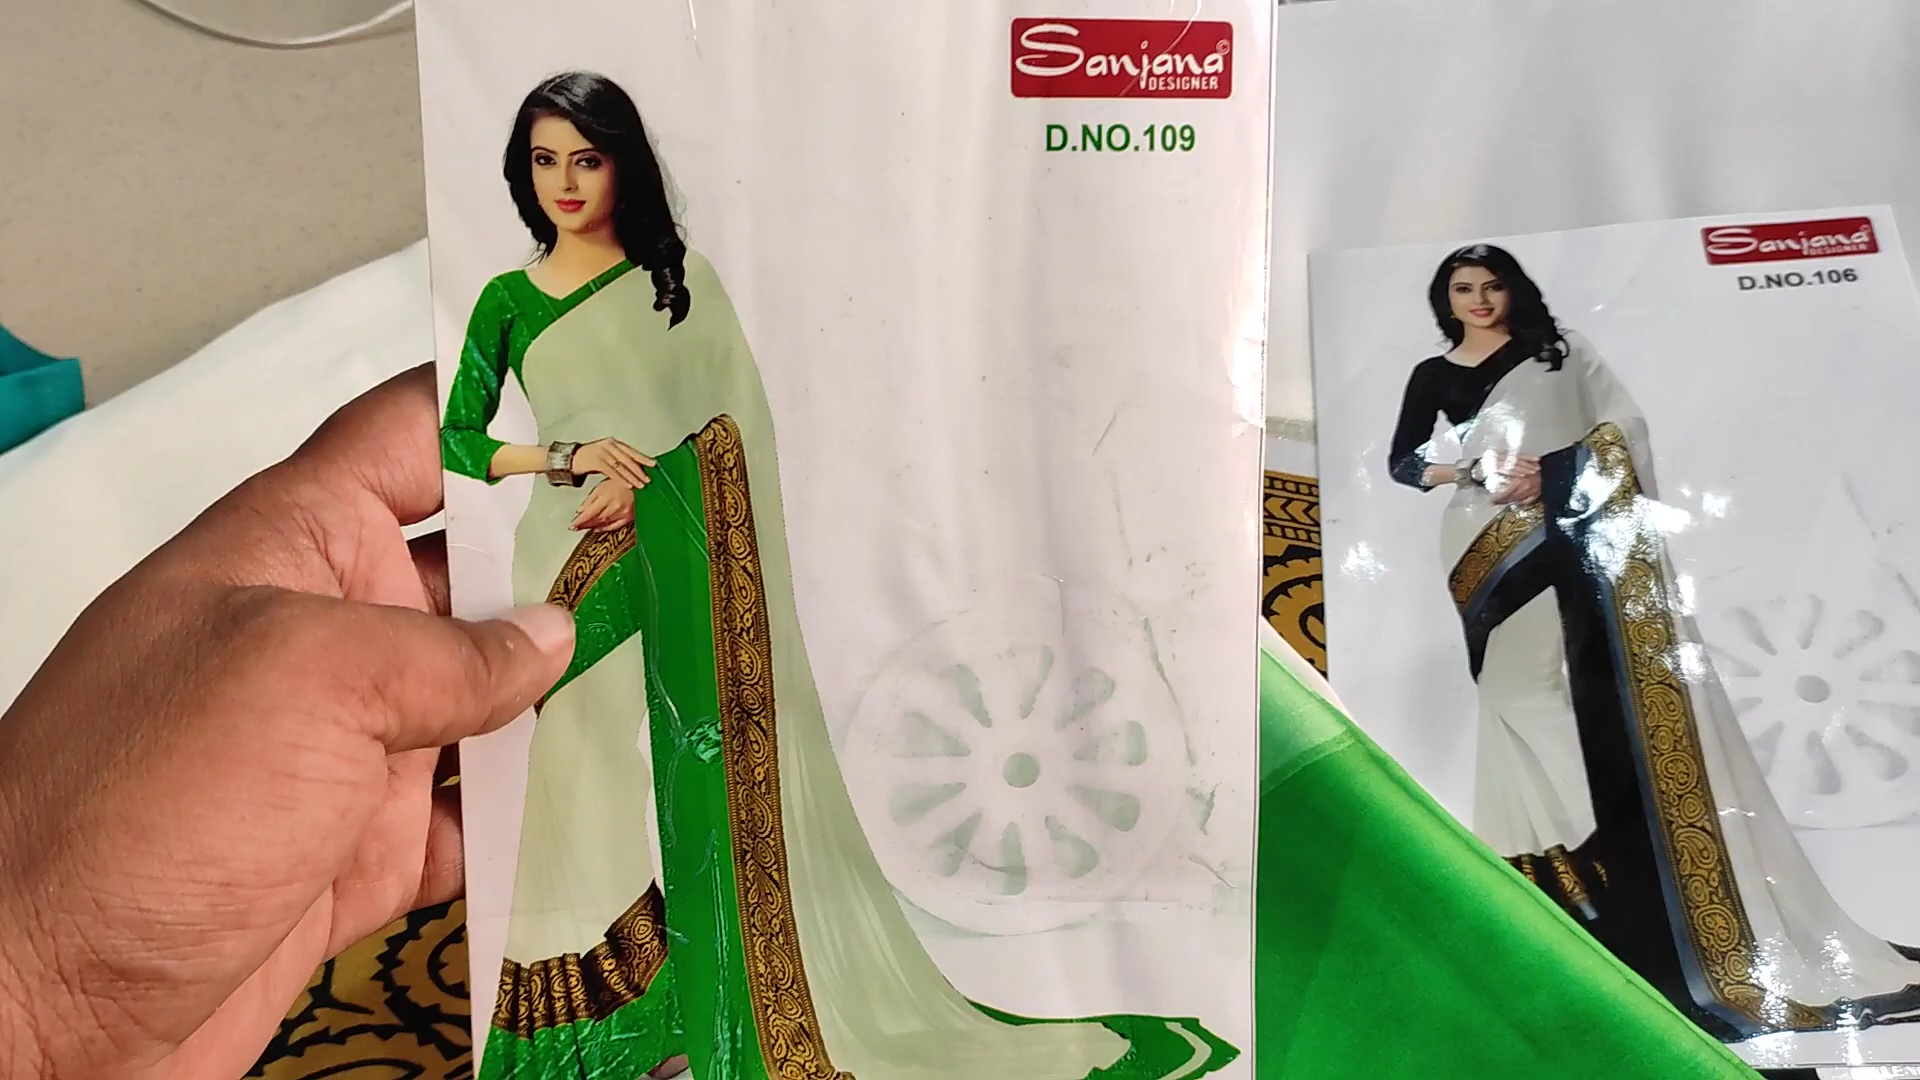 Sanjana©
DESIGNER
D.NO.109
Sanjana
DESIGNER
D.NO.106